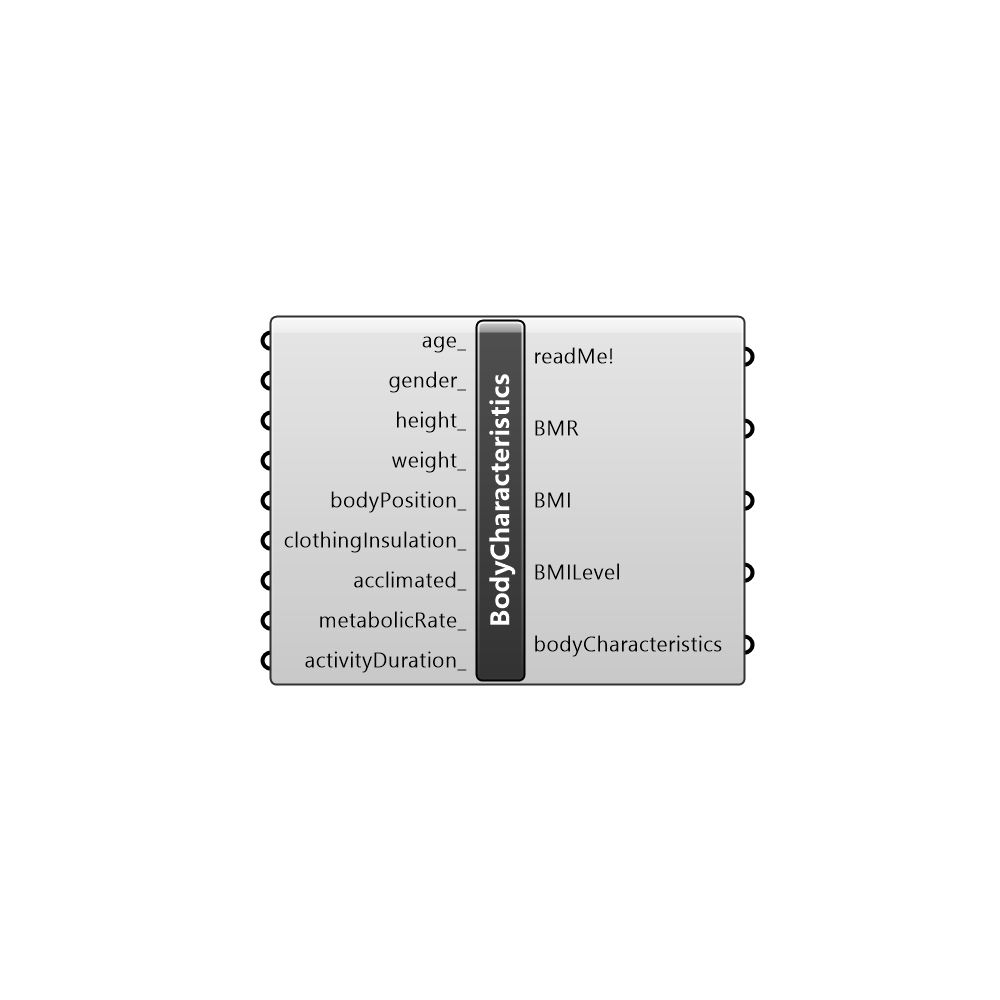 age_
gender_
height_
weight_
bodyPosition_
clothingInsulation_
acclimated_
metabolicRate_
activityDuration_
BodyCharacteristics
readMe!
BMR
BMI
BMILevel
bodyCharacteristics